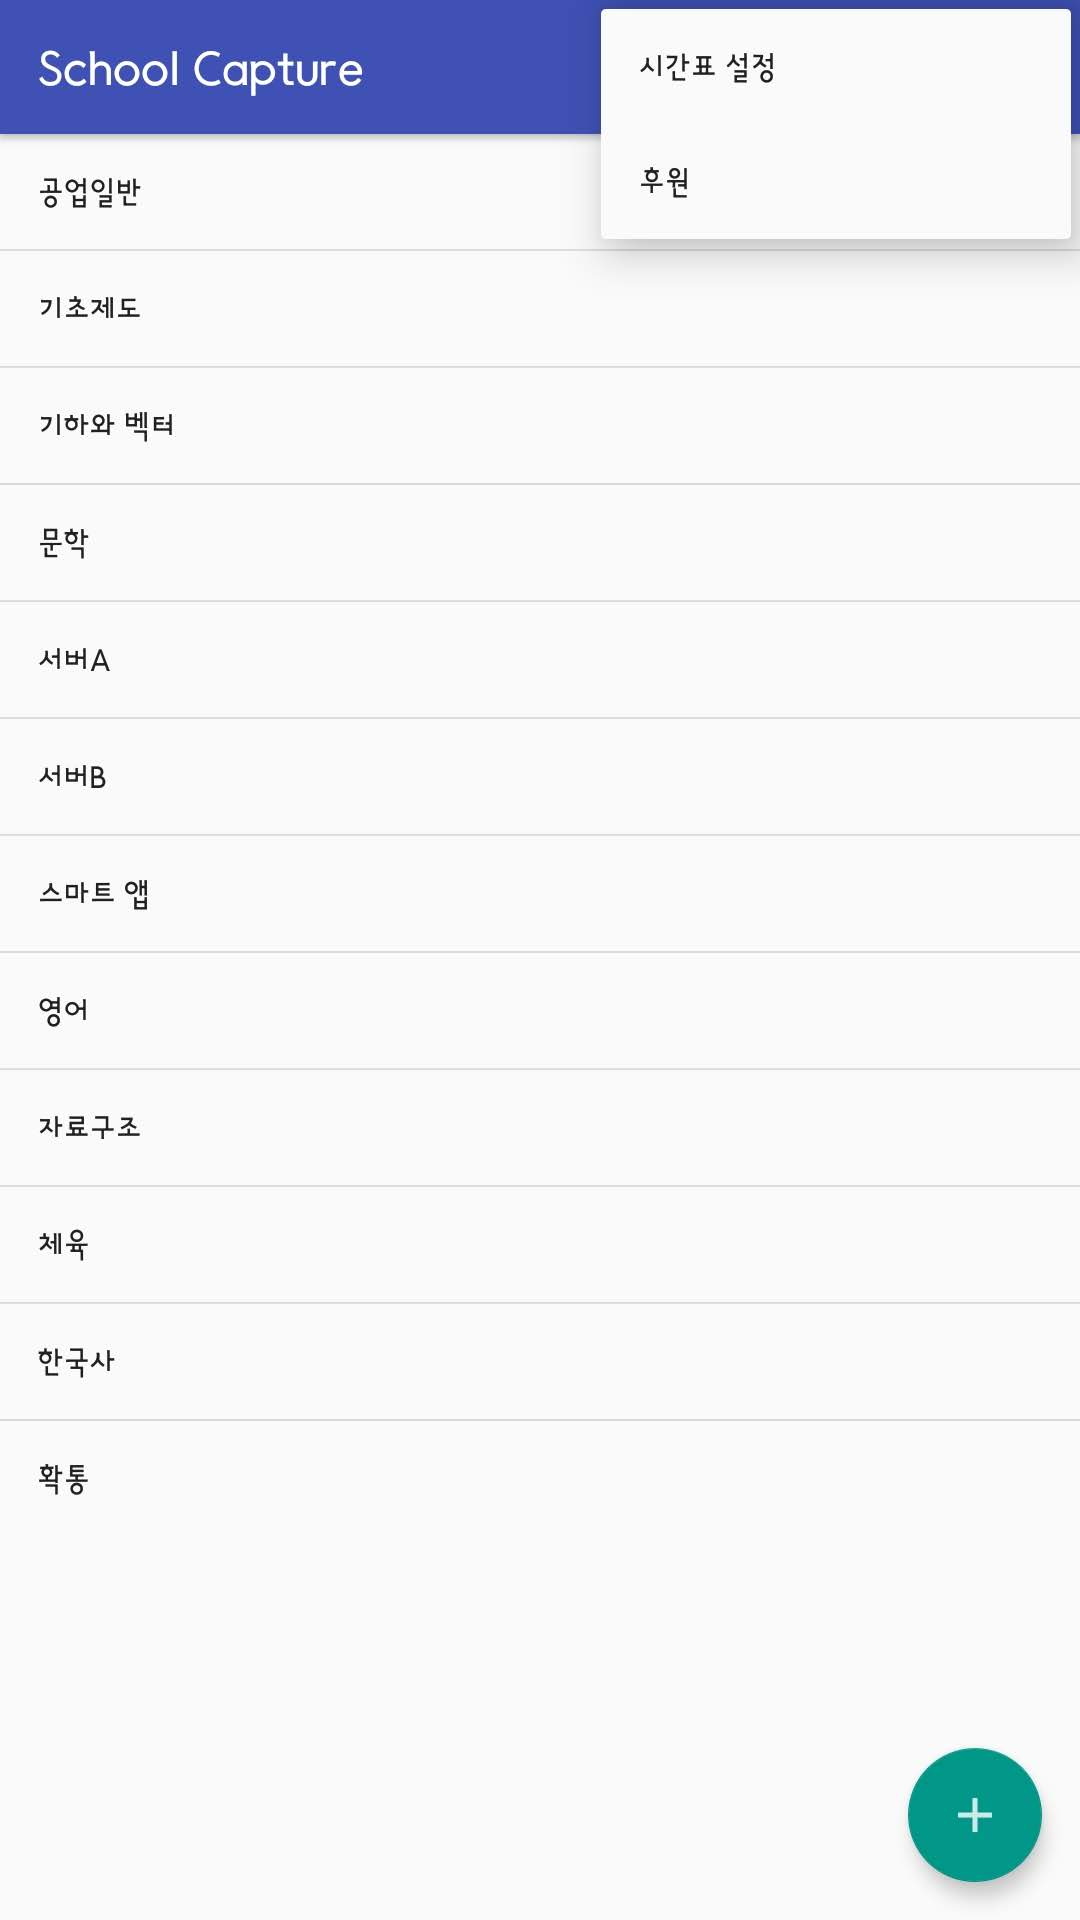 School Capture
시간표 설정
후원
공업일반
기초제도
기하와 벡터
문학
서버A
서버B
스마트 앱
영어
자료구조
체육
한국사
확통